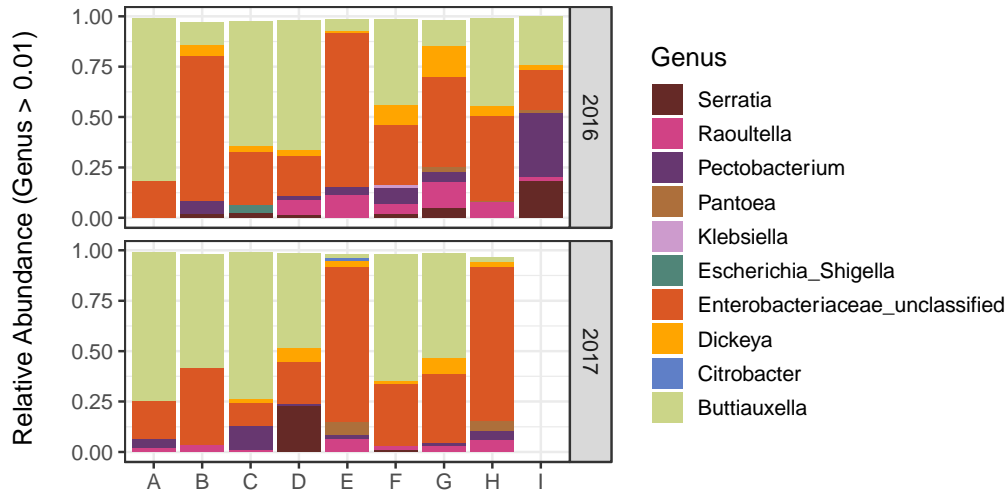 Relative Abundance (Genus > 0.01)
1.00
0.75
0.50
0.25
0.00
2016
1.00
0.75
0.50
0.25
0.00
2017
A B C D E F G H I
Genus
Serratia
Raoultella
Pectobacterium
Pantoea
Klebsiella
Escherichia_Shigella
Enterobacteriaceae_unclassified
Dickeya
Citrobacter
Buttiauxella